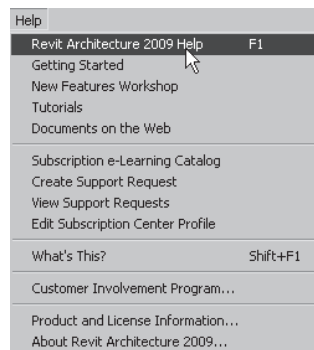 Help
Revit Architecture 2009 Help F1
Getting Started
New Features Workshop
Tutorials
Documents on the Web
Subscription e-Learning Catalog
Create Support Request
View Support Requests
Edit Subscription Center Profile
What's This? Shift+F1
Customer Involvement Program...
Product and License Information...
About Revit Architecture 2009...